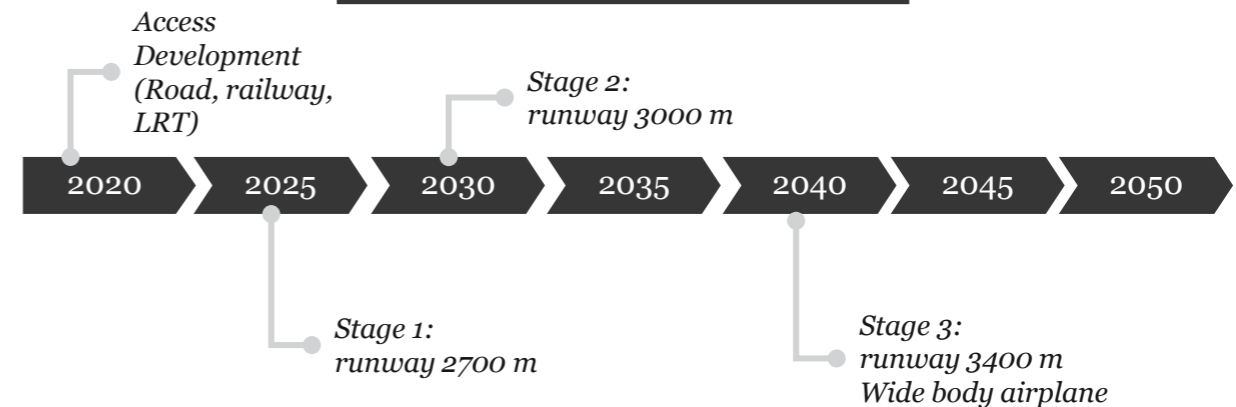 Access
Development
(Road, railway,
LRT)
Stage 2:
runway 3000 m
2020
2025
2030
2035
2040
2045
2050
Stage 1:
runway 2700 m
Stage 3:
runway 3400 m
Wide body airplane